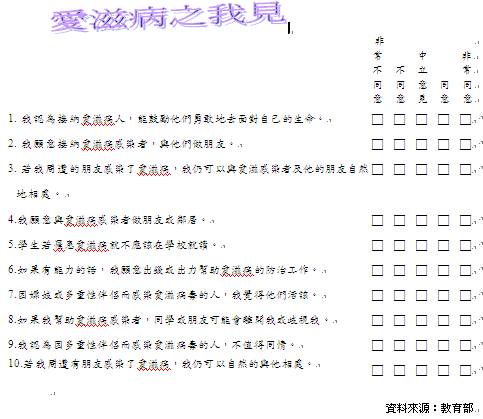 愛滋病之我見
非常不同意 不同意 中立意見 同意 非常同意
1. 我認為接納愛滋病人，能鼓勵他們勇敢地去面對自己的生命。 □ □ □ □ □
2. 我願意接納愛滋病感染者，與他們做朋友。 □ □ □ □ □
3. 若我周遭的朋友感染了愛滋病，我仍可以與愛滋感染者及他的朋友自然 □ □ □ □ □
地相處。
4.我願意與愛滋病感染者做朋友或鄰居。 □ □ □ □ □
5.學生若罹患愛滋病就不應該在學校就讀。 □ □ □ □ □
6.如果有能力的話，我願意出錢或出力幫助愛滋病的防治工作。 □ □ □ □ □
7.因嫖妓或多重性伴侶而感染愛滋病毒的人，我覺得他們活該。 □ □ □ □ □
8.如果我幫助愛滋病感染者，同學或朋友可能會離開我或歧視我。 □ □ □ □ □
9.我認為因多重性伴侶而感染愛滋病毒的人，不值得同情。 □ □ □ □ □
10.若我周遭有朋友感染了愛滋病，我仍可以自然的與他相處。 □ □ □ □ □
資料來源：教育部